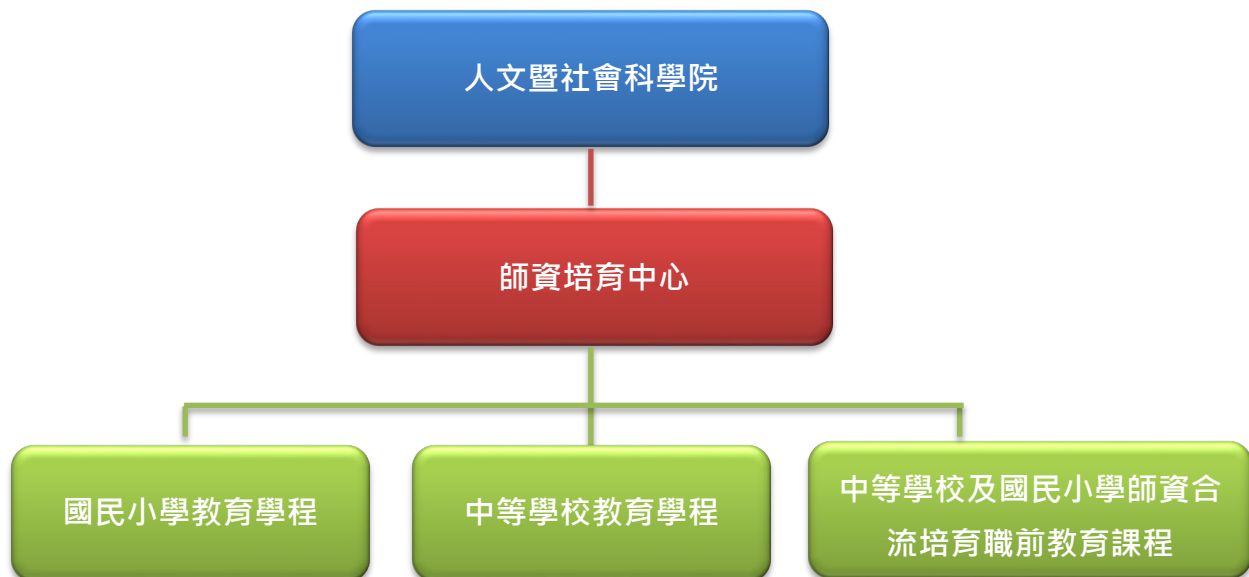 人文暨社會科學院
師資培育中心
國民小學教育學程
中等學校教育學程
中等學校及國民小學師資合
流培育職前教育課程